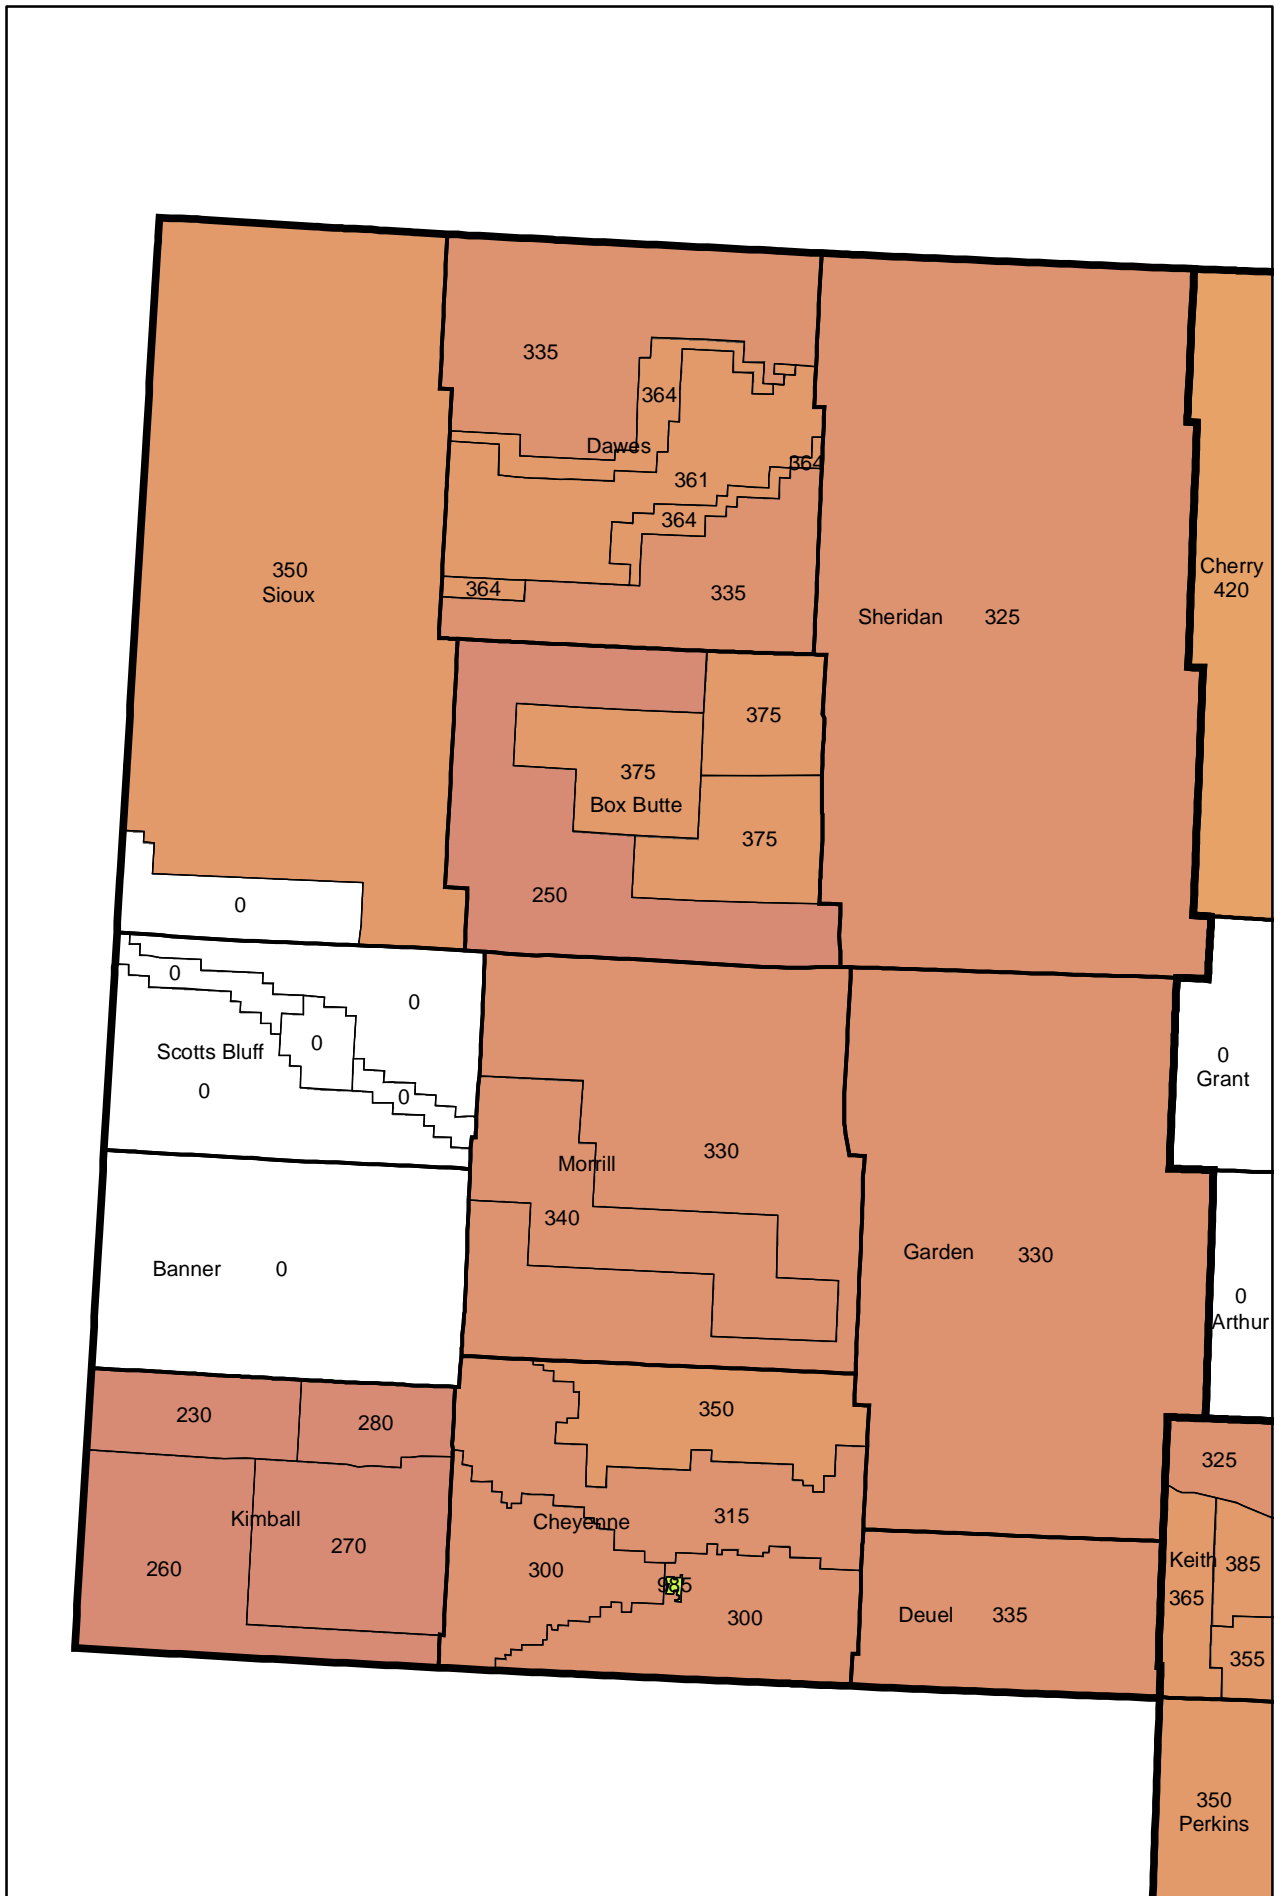 335
364
Dawes
364
361
364
350
Sioux
364
335
Sheridan 325
Cherry
420
375
375
Box Butte
375
250
0
0
0
0
Scotts Bluff
0
0
0
Grant
330
Morrill
340
Garden 330
Banner 0
0
Arthur
230
280
350
325
Kimball
Cheyenne
315
270
260
300
985
300
Keith
385
365
Deuel 335
355
350
Perkins